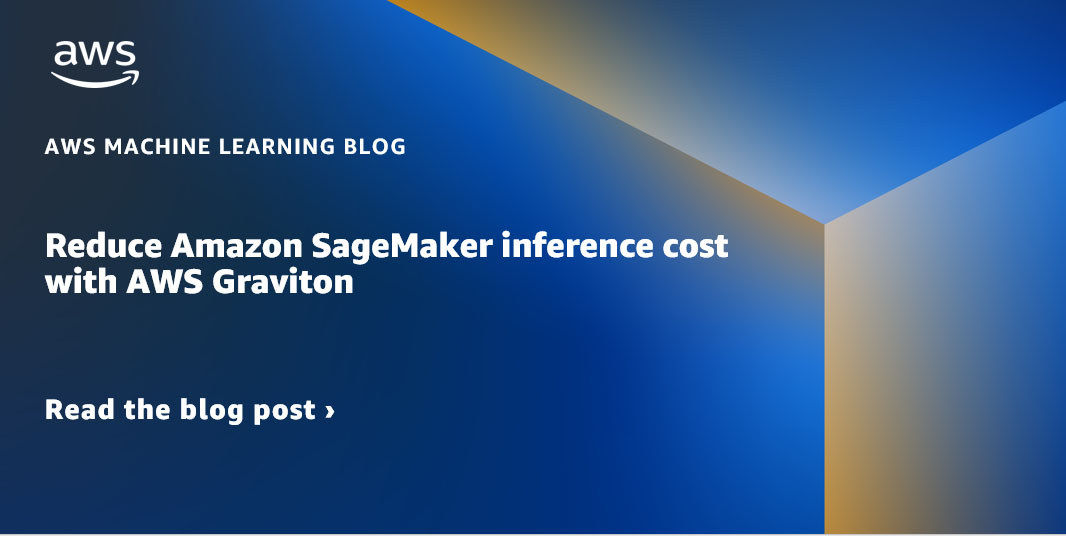 aws
AWS MACHINE LEARNING BLOG
Reduce Amazon SageMaker inference cost
with AWS Graviton
Read the blog post ›